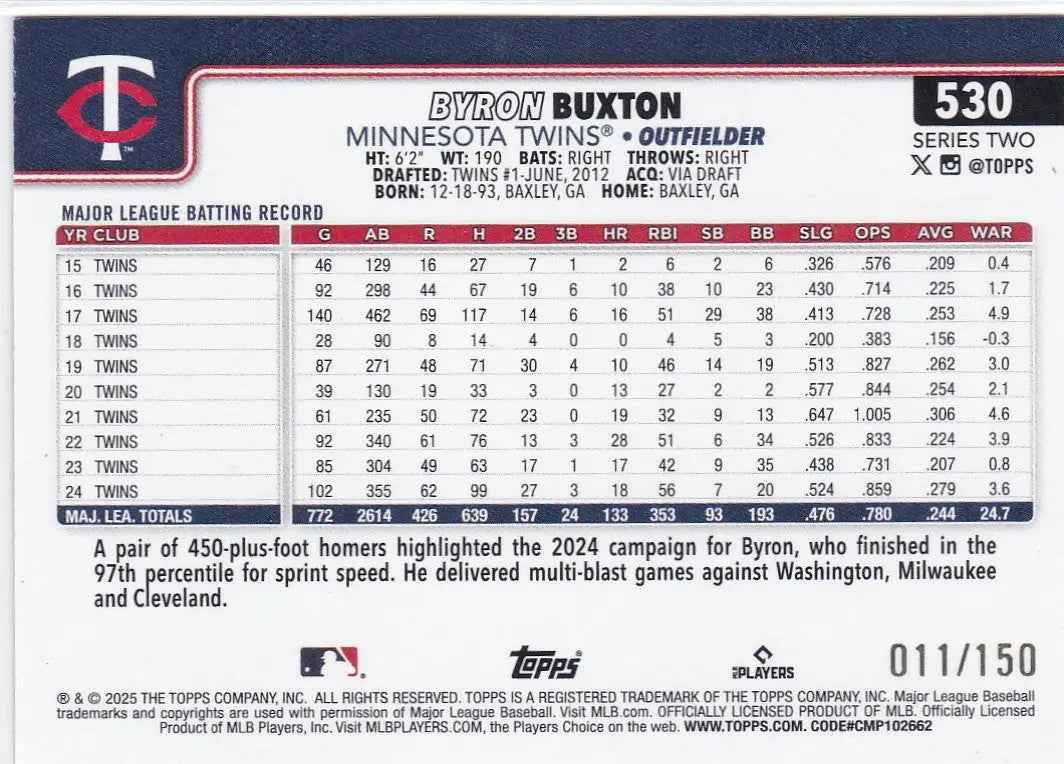 TC
TM
BYRON BUXTON
530
MINNESOTA TWINS® • OUTFIELDER
SERIES TWO
HT: 6'2" WT: 190 BATS: RIGHT THROWS: RIGHT
@TOPPS
DRAFTED: TWINS #1-JUNE, 2012 ACQ: VIA DRAFT
BORN: 12-18-93, BAXLEY, GA HOME: BAXLEY, GA
MAJOR LEAGUE BATTING RECORD
YR CLUB G AB R H 2B 3B HR RBI SB BB SLG OPS AVG WAR
15 TWINS 46 129 16 27 7 1 2 6 2 6 .326 .576 .209 0.4
16 TWINS 92 298 44 67 19 6 10 38 10 23 .430 .714 .225 1.7
17 TWINS 140 462 69 117 14 6 16 51 29 38 .413 .728 .253 4.9
18 TWINS 28 90 8 14 4 0 0 4 5 3 .200 .383 .156 -0.3
19 TWINS 87 271 48 71 30 4 10 46 14 19 .513 .827 .262 3.0
20 TWINS 39 130 19 33 3 0 13 27 2 2 .577 .844 .254 2.1
21 TWINS 61 235 50 72 23 0 19 32 9 13 .647 1.005 .306 4.6
22 TWINS 92 340 61 76 13 3 28 51 6 34 .526 .833 .224 3.9
23 TWINS 85 304 49 63 17 1 17 42 9 35 .438 .731 .207 0.8
24 TWINS 102 355 62 99 27 3 18 56 7 20 .524 .859 .279 3.6
MAJ. LEA. TOTALS 772 2614 426 639 157 24 133 353 93 193 .476 .780 .244 24.7
A pair of 450-plus-foot homers highlighted the 2024 campaign for Byron, who finished in the
97th percentile for sprint speed. He delivered multi-blast games against Washington, Milwaukee
and Cleveland.
Topps
MLB PLAYERS
011/150
® & © 2025 THE TOPPS COMPANY, INC. ALL RIGHTS RESERVED. TOPPS IS A REGISTERED TRADEMARK OF THE TOPPS COMPANY, INC. Major League Baseball
trademarks and copyrights are used with permission of Major League Baseball. Visit MLB.com. OFFICIALLY LICENSED PRODUCT OF MLB. Officially Licensed
Product of MLB Players, Inc. Visit MLBPLAYERS.COM, the Players Choice on the web. WWW.TOPPS.COM. CODE#CMP102662